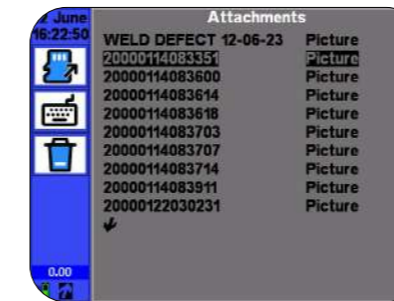 June
Attachments
16:22:50
WELD DEFECT 12-06-23 Picture
20000114083351 Picture
20000114083600 Picture
20000114083614 Picture
20000114083618 Picture
20000114083703 Picture
20000114083707 Picture
20000114083714 Picture
20000114083911 Picture
20000122030231 Picture
0.00